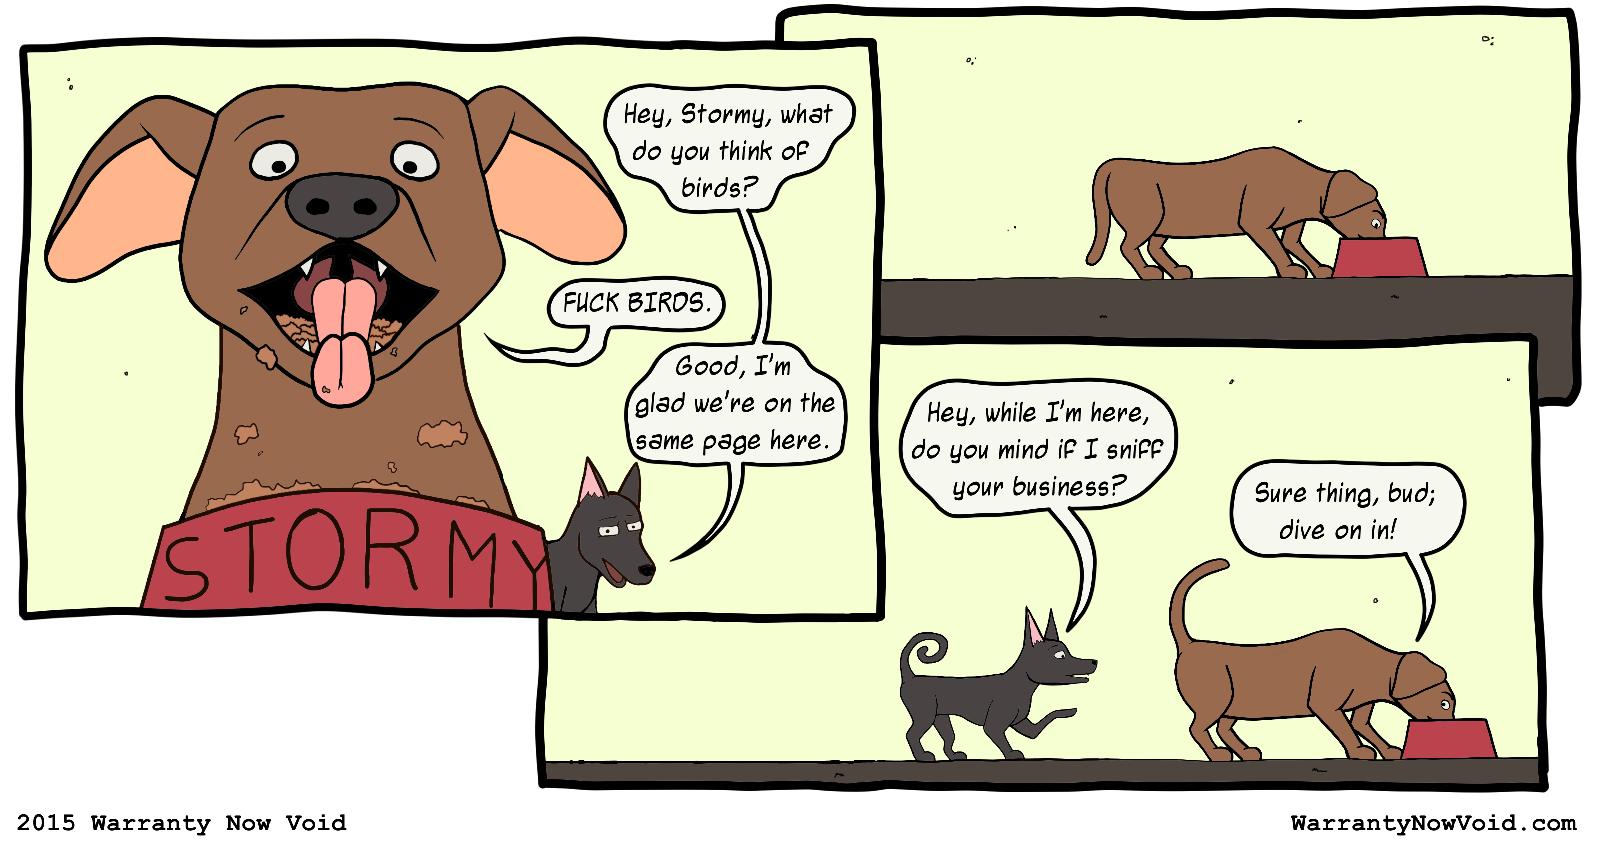 Hey, Stormy, what
do you think of
birds?
FUCK BIRDS.
Good, I'm
glad we're on the
same page here.
STORMY
Hey, while I'm here,
do you mind if I sniff
your business?
Sure thing, bud;
dive on in!
2015 Warranty Now Void
WarrantyNowVoid.com